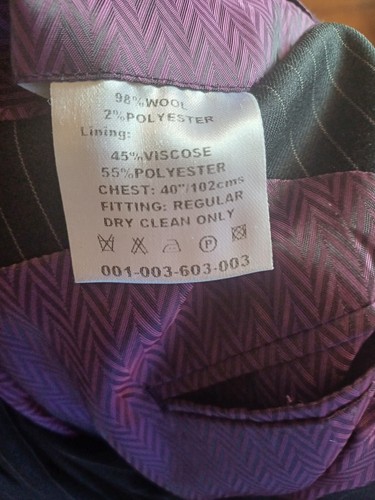 98%WOOL
2%POLYESTER
Lining:
45%VISCOSE
55%POLYESTER
CHEST: 40"/102cms
FITTING: REGULAR
DRY CLEAN ONLY
P
001-003-603-003